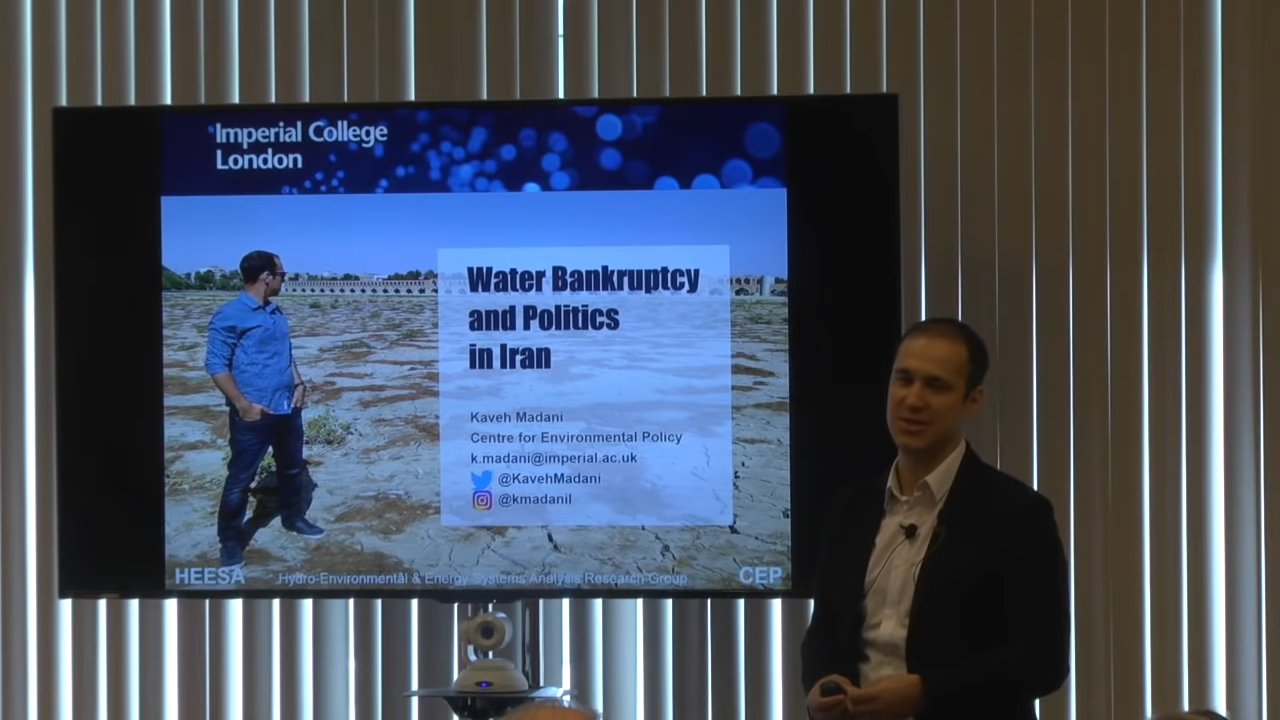 Imperial College
London
Water Bankruptcy
and Politics
in Iran
Kaveh Madani
Centre for Environmental Policy
k.madani@imperial.ac.uk
@KavehMadani
@kmadanil
HEESA Hydro-Environmental & Energy Systems Analysis Research Group CEP